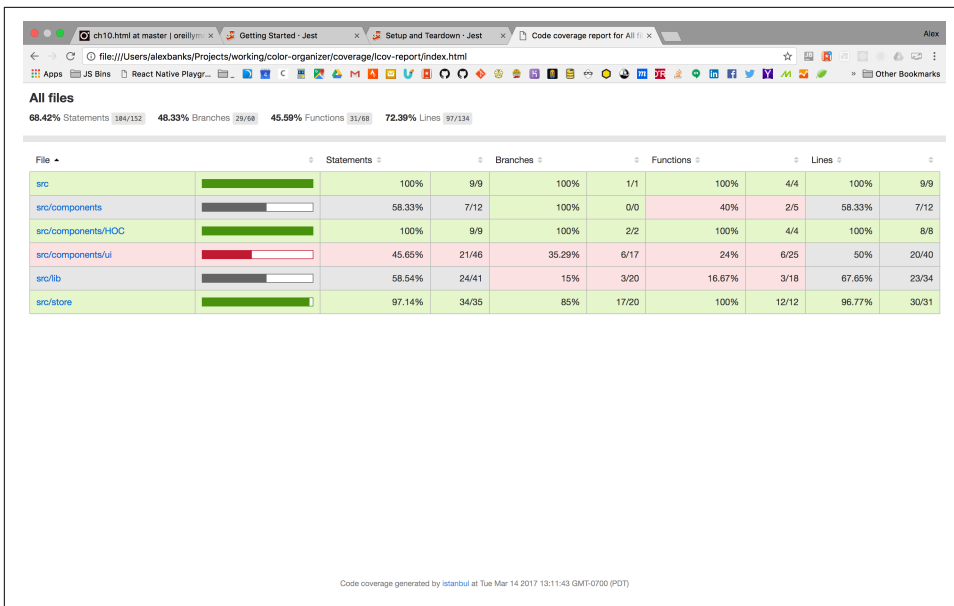 ch10.html at master | oreillym
Getting Started · Jest
Setup and Teardown · Jest
Code coverage report for All fi
Alex
file:///Users/alexbanks/Projects/working/color-organizer/coverage/lcov-report/index.html
Apps JS Bins React Native Playgr... Other Bookmarks
All files
68.42% Statements 104/152 48.33% Branches 29/60 45.59% Functions 31/68 72.39% Lines 97/134
File Statements Branches Functions Lines
src 100% 9/9 100% 1/1 100% 4/4 100% 9/9
src/components 58.33% 7/12 100% 0/0 40% 2/5 58.33% 7/12
src/components/HOC 100% 9/9 100% 2/2 100% 4/4 100% 8/8
src/components/ui 45.65% 21/46 35.29% 6/17 24% 6/25 50% 20/40
src/lib 58.54% 24/41 15% 3/20 16.67% 3/18 67.65% 23/34
src/store 97.14% 34/35 85% 17/20 100% 12/12 96.77% 30/31
Code coverage generated by istanbul at Tue Mar 14 2017 13:11:43 GMT-0700 (PDT)